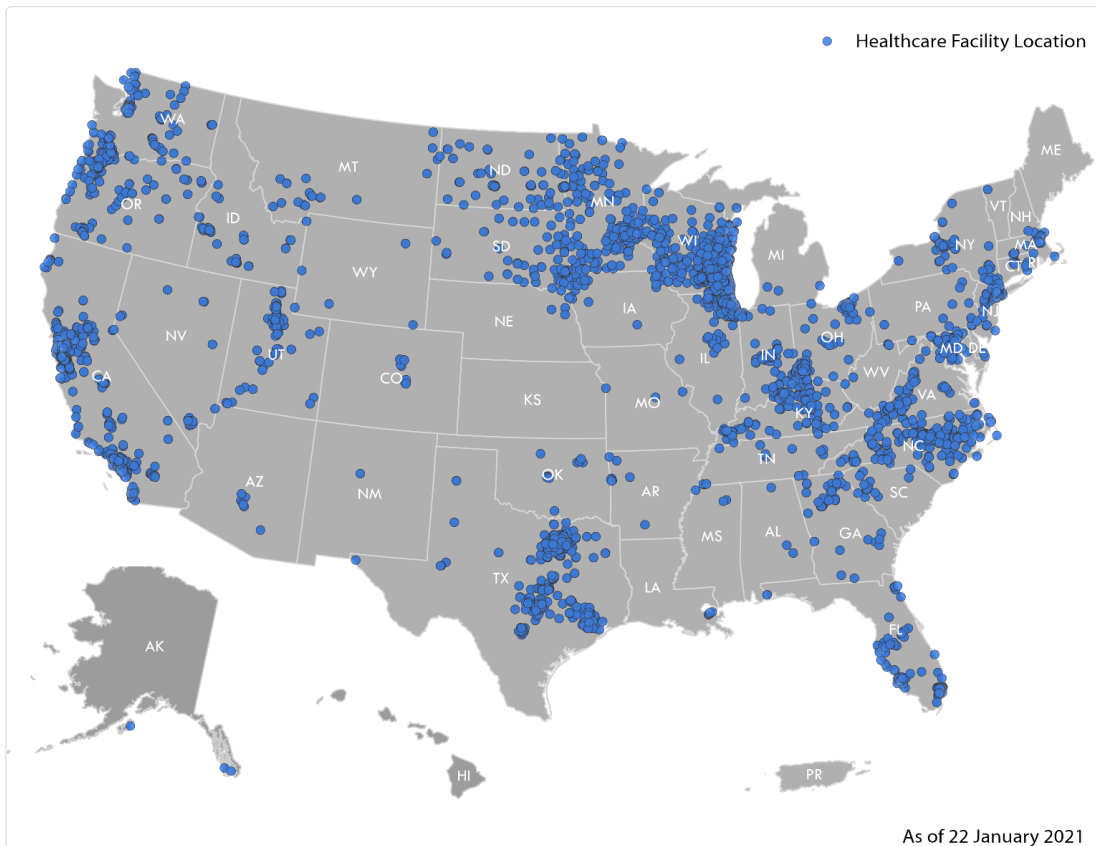 Healthcare Facility Location
WA
MT
ND
MN
ME
VT
NH
OR
ID
SD
WI
MI
NY
MA
CT
RI
WY
IA
PA
NJ
NE
NV
UT
IL
IN
OH
MD
DE
CA
CO
KS
MO
KY
WV
VA
TN
NC
AZ
NM
OK
AR
SC
MS
AL
GA
TX
LA
FL
AK
HI
PR
As of 22 January 2021